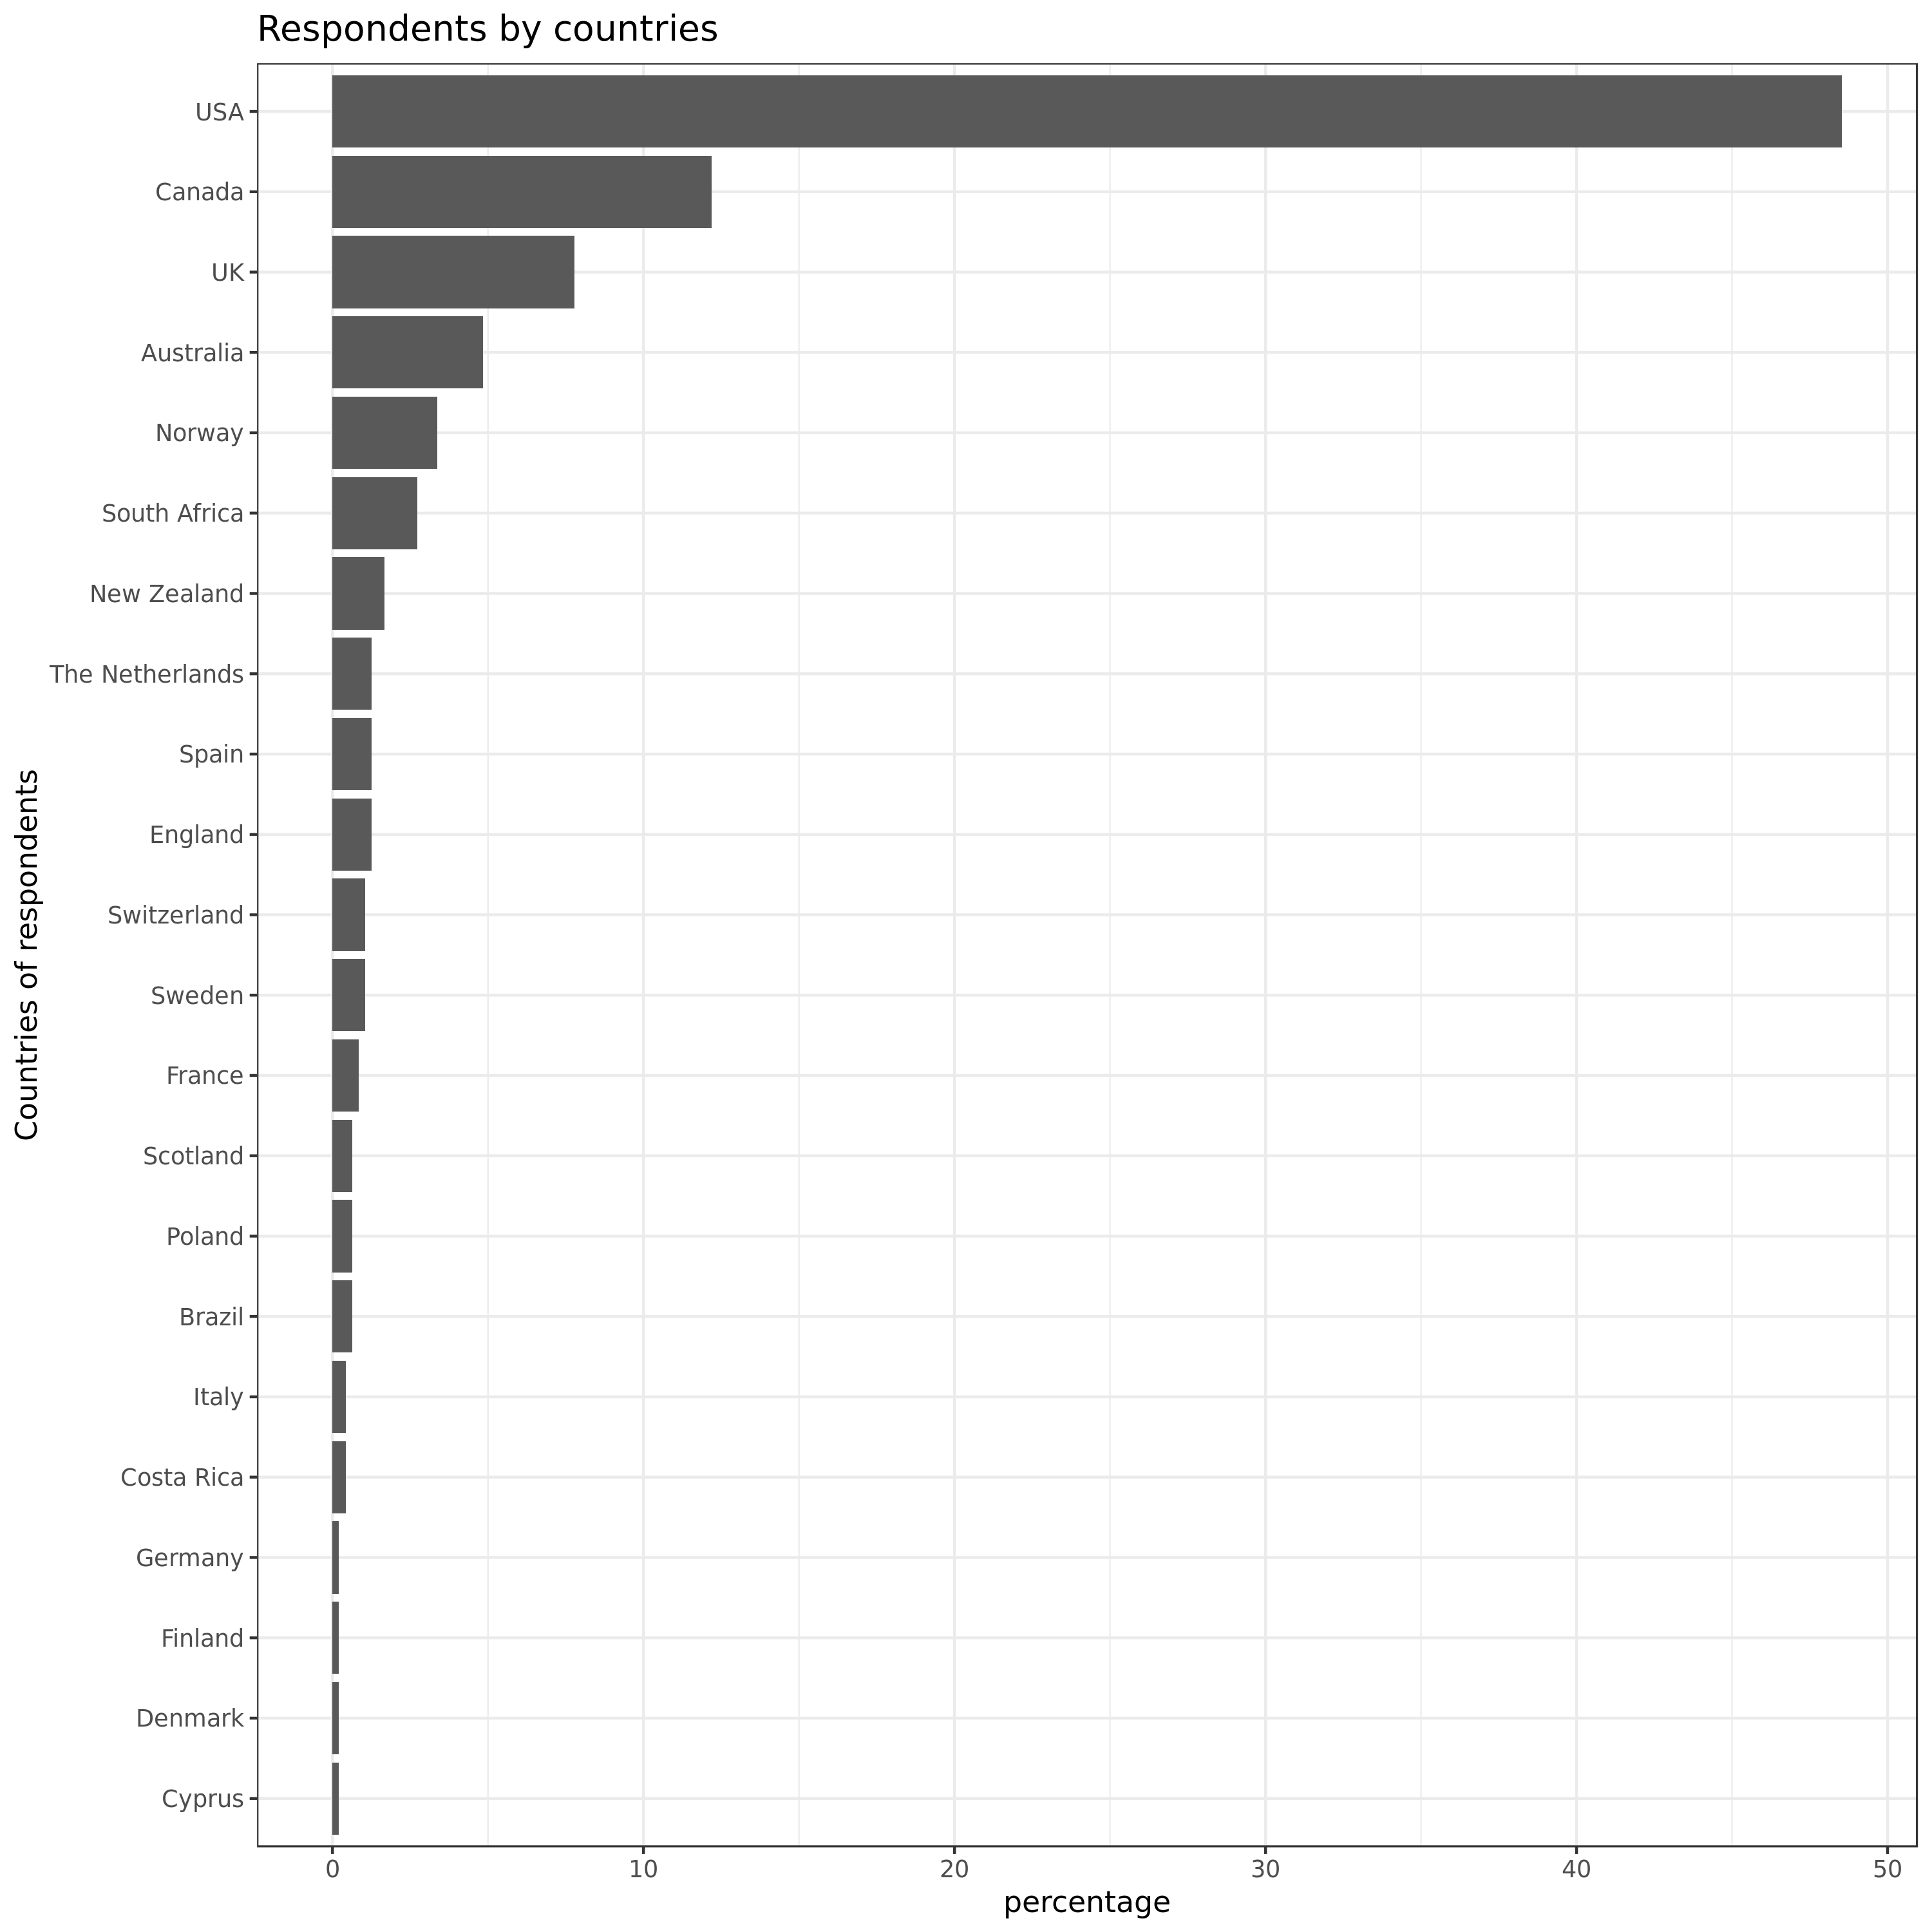 Respondents by countries
USA
Canada
UK
Australia
Norway
South Africa
New Zealand
The Netherlands
Spain
England
Switzerland
Sweden
France
Scotland
Poland
Brazil
Italy
Costa Rica
Germany
Finland
Denmark
Cyprus
Countries of respondents
0 10 20 30 40 50
percentage